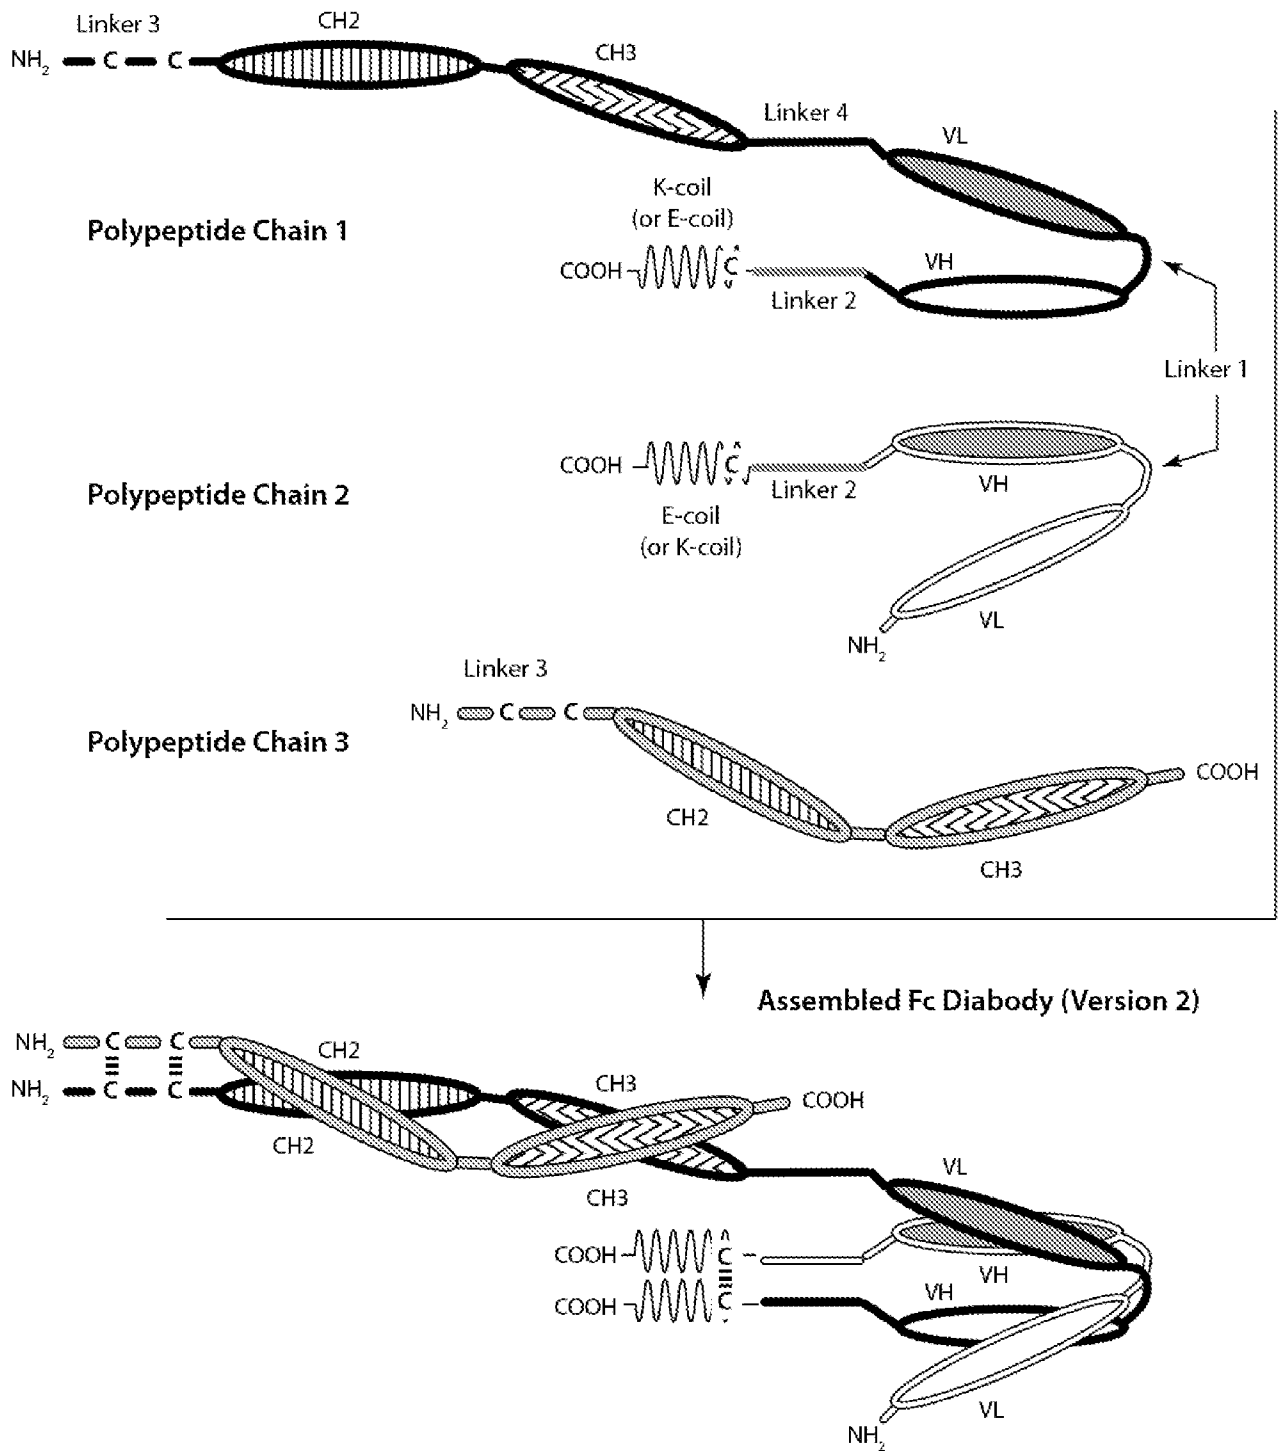 Linker 3
CH2
NH2
C
C
CH3
Linker 4
VL
K-coil
(or E-coil)
Polypeptide Chain 1
COOH
C
VH
Linker 2
Linker 1
COOH
C
Linker 2
VH
Polypeptide Chain 2
E-coil
(or K-coil)
VL
NH2
Linker 3
NH2
C
C
Polypeptide Chain 3
COOH
CH2
CH3
Assembled Fc Diabody (Version 2)
NH2
C
C
CH2
NH2
C
C
CH3
COOH
CH2
CH3
VL
COOH
C
VH
COOH
C
VH
VL
NH2